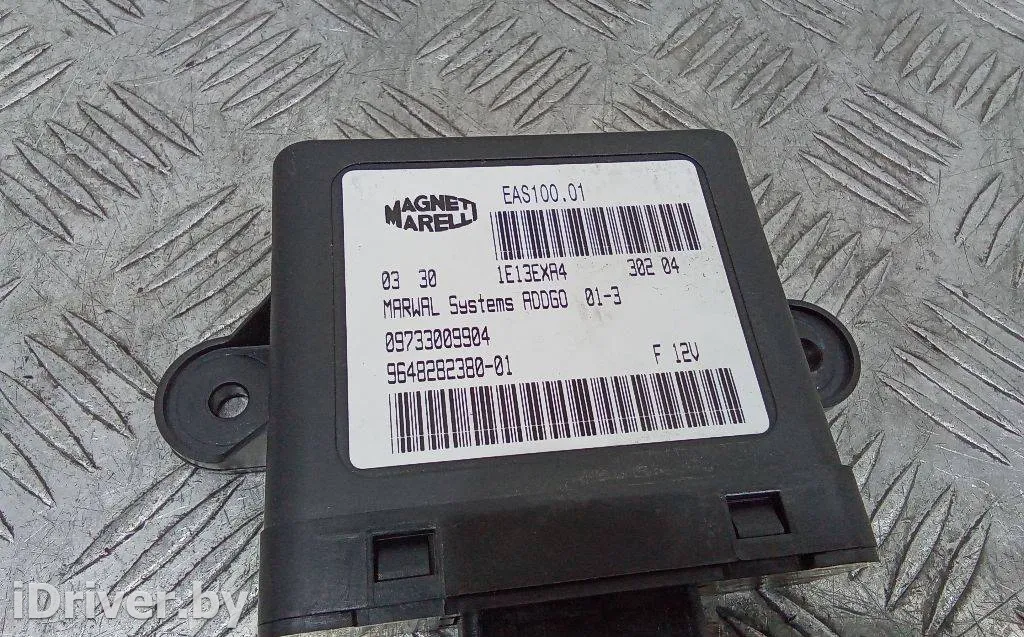 MAGNETI
MARELLI
EAS100.01
03 30 1E13EXA4 302 04
MARWAL Systems ADDGO 01-3
09733009904
9648282380-01 F 12V
iDriver.by